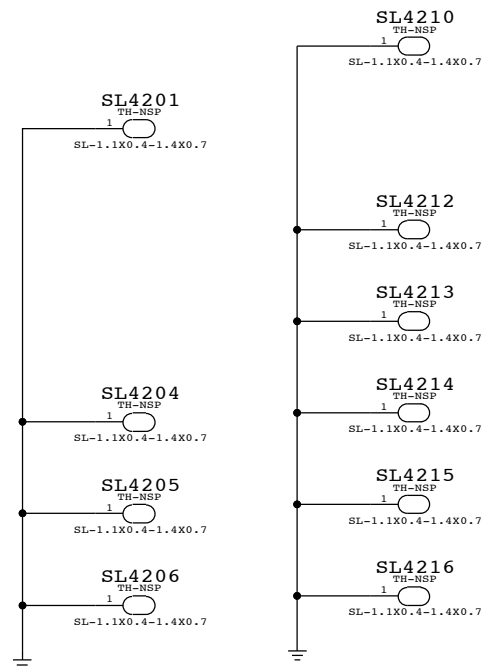 SL4201
TH-NSP
1
SL-1.1X0.4-1.4X0.7
SL4204
TH-NSP
1
SL-1.1X0.4-1.4X0.7
SL4205
TH-NSP
1
SL-1.1X0.4-1.4X0.7
SL4206
TH-NSP
1
SL-1.1X0.4-1.4X0.7
SL4210
TH-NSP
1
SL-1.1X0.4-1.4X0.7
SL4212
TH-NSP
1
SL-1.1X0.4-1.4X0.7
SL4213
TH-NSP
1
SL-1.1X0.4-1.4X0.7
SL4214
TH-NSP
1
SL-1.1X0.4-1.4X0.7
SL4215
TH-NSP
1
SL-1.1X0.4-1.4X0.7
SL4216
TH-NSP
1
SL-1.1X0.4-1.4X0.7